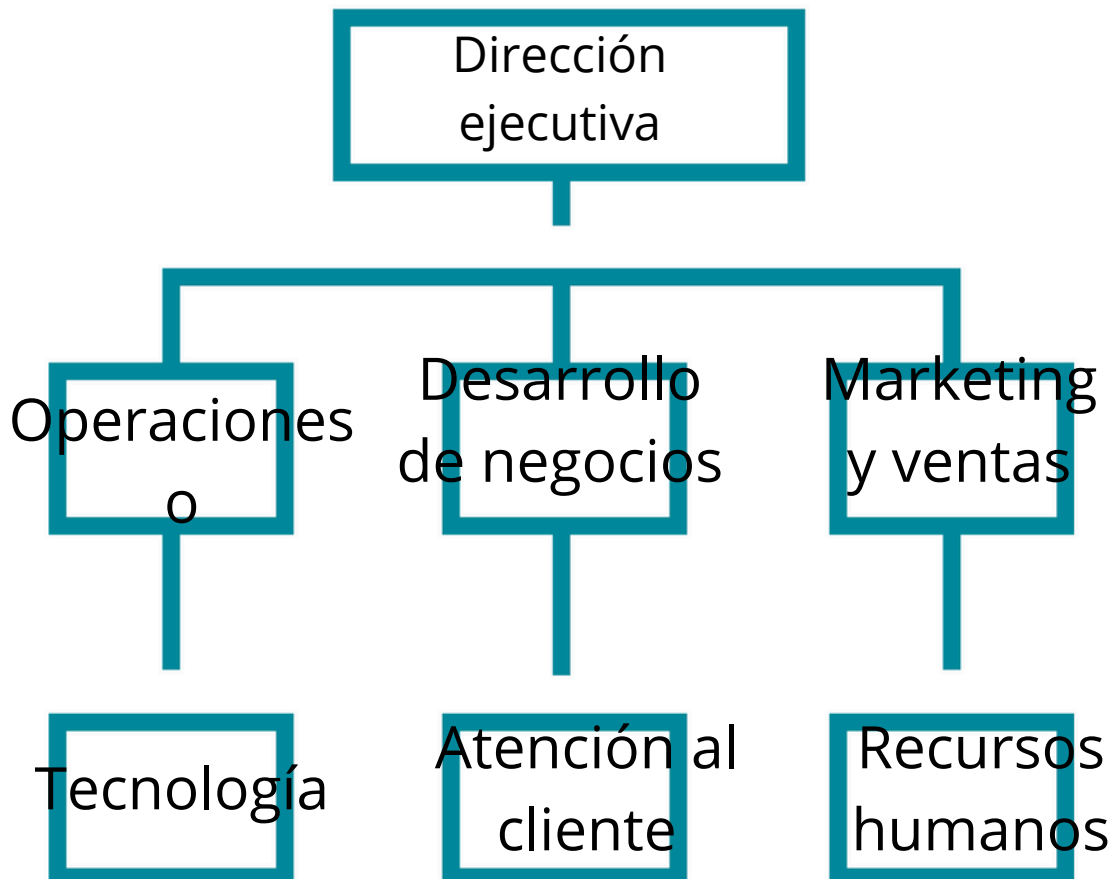 Dirección
ejecutiva
Operaciones
o
Desarrollo
de negocios
Marketing
y ventas
Tecnología
Atención al
cliente
Recursos
humanos